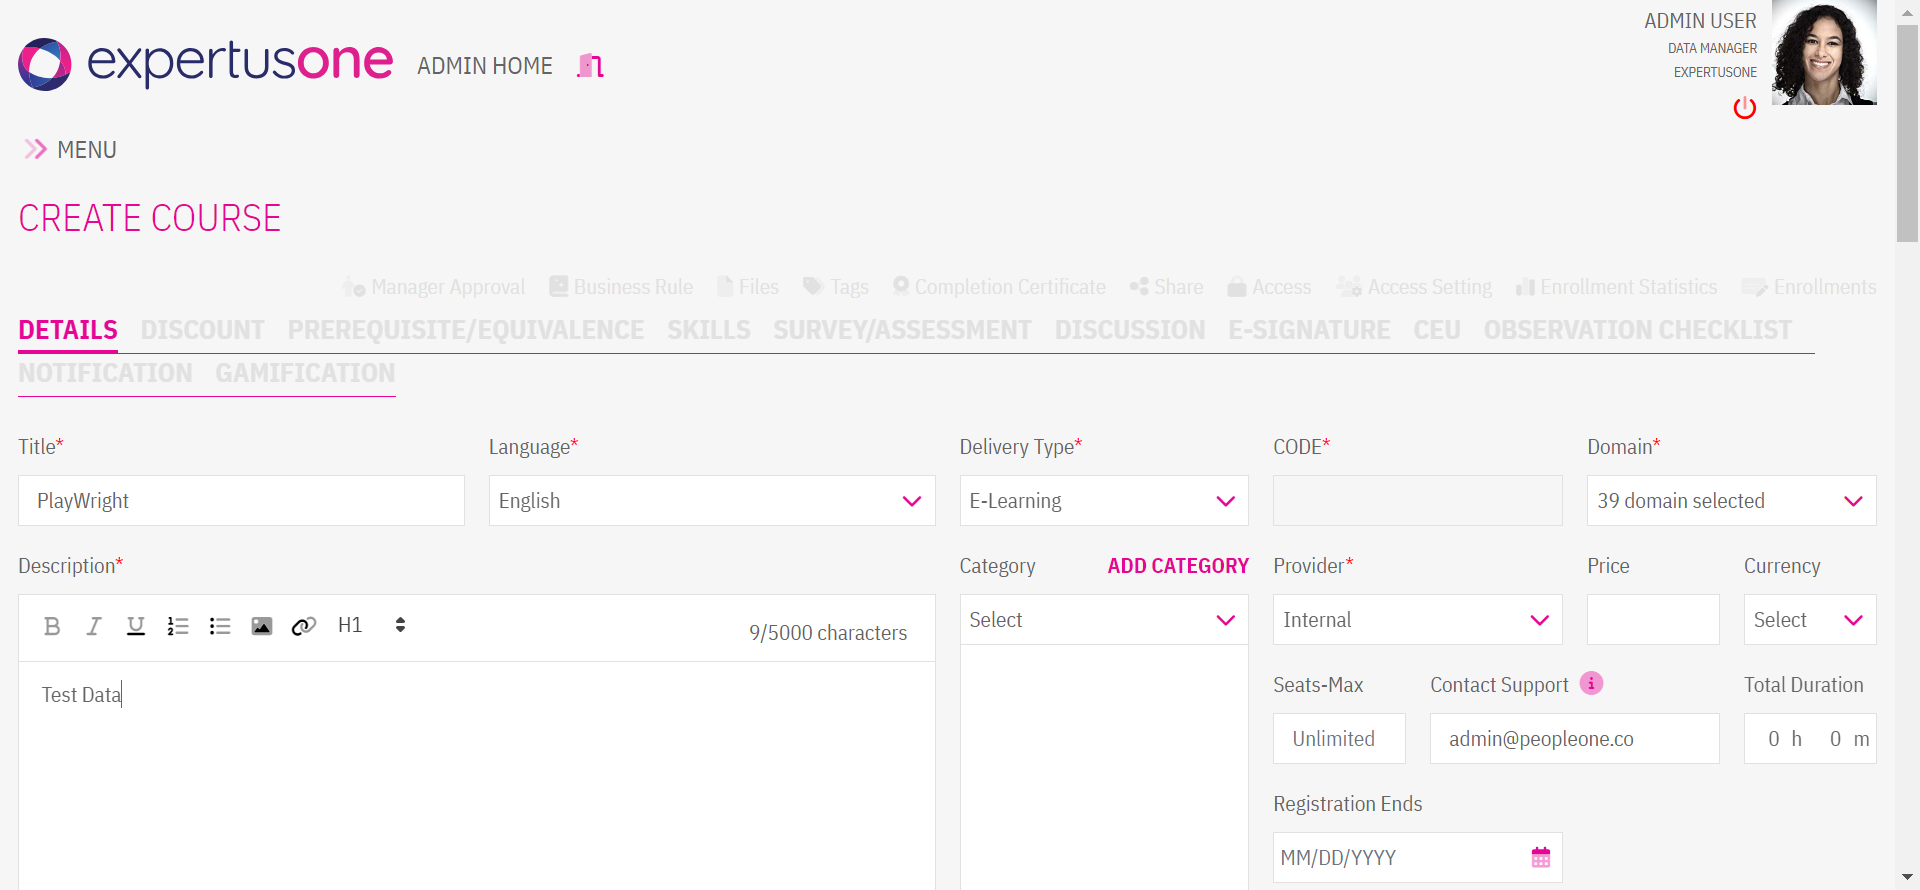 expertusone ADMIN HOME
ADMIN USER
DATA MANAGER
EXPERTUSONE
MENU
CREATE COURSE
Manager Approval Business Rule Files Tags Completion Certificate Share Access Access Setting Enrollment Statistics Enrollments
DETAILS DISCOUNT PREREQUISITE/EQUIVALENCE SKILLS SURVEY/ASSESSMENT DISCUSSION E-SIGNATURE CEU OBSERVATION CHECKLIST
NOTIFICATION GAMIFICATION
Title* Language* Delivery Type* CODE* Domain*
PlayWright English E-Learning 39 domain selected
Description* Category ADD CATEGORY Provider* Price Currency
B I U H1 9/5000 characters Select Internal Select
Test Data
Seats-Max Contact Support Total Duration
Unlimited admin@peopleone.co 0 h 0 m
Registration Ends
MM/DD/YYYY